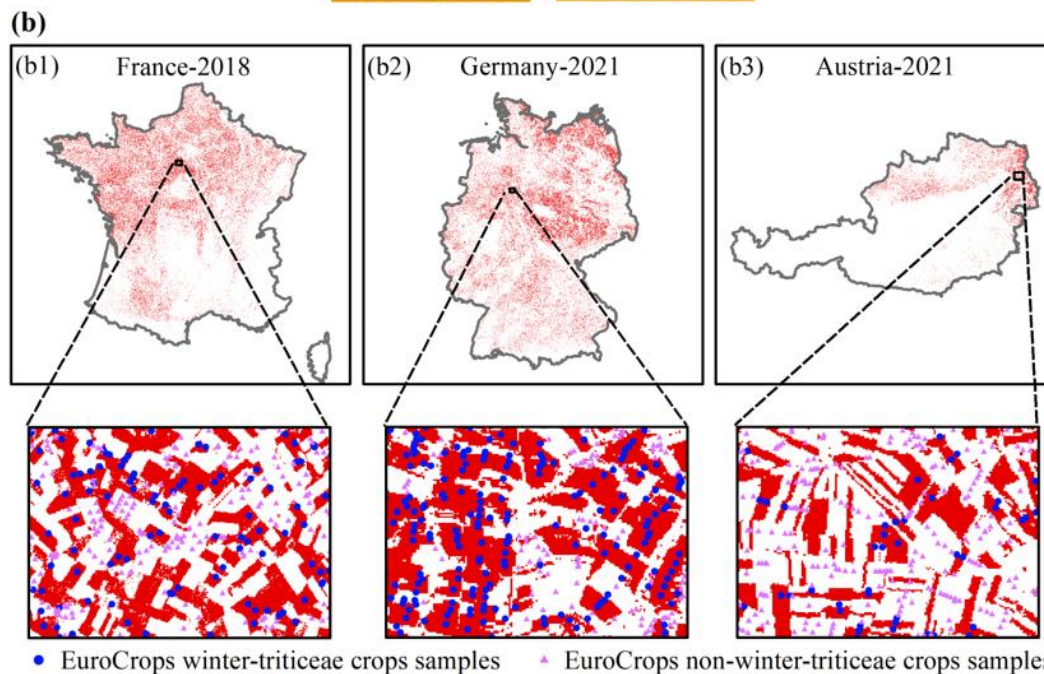 (b)
(b1) France-2018
(b2) Germany-2021
(b3) Austria-2021
EuroCrops winter-triticeae crops samples
EuroCrops non-winter-triticeae crops samples